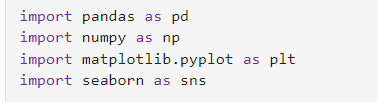 import pandas as pd
import numpy as np
import matplotlib.pyplot as plt
import seaborn as sns